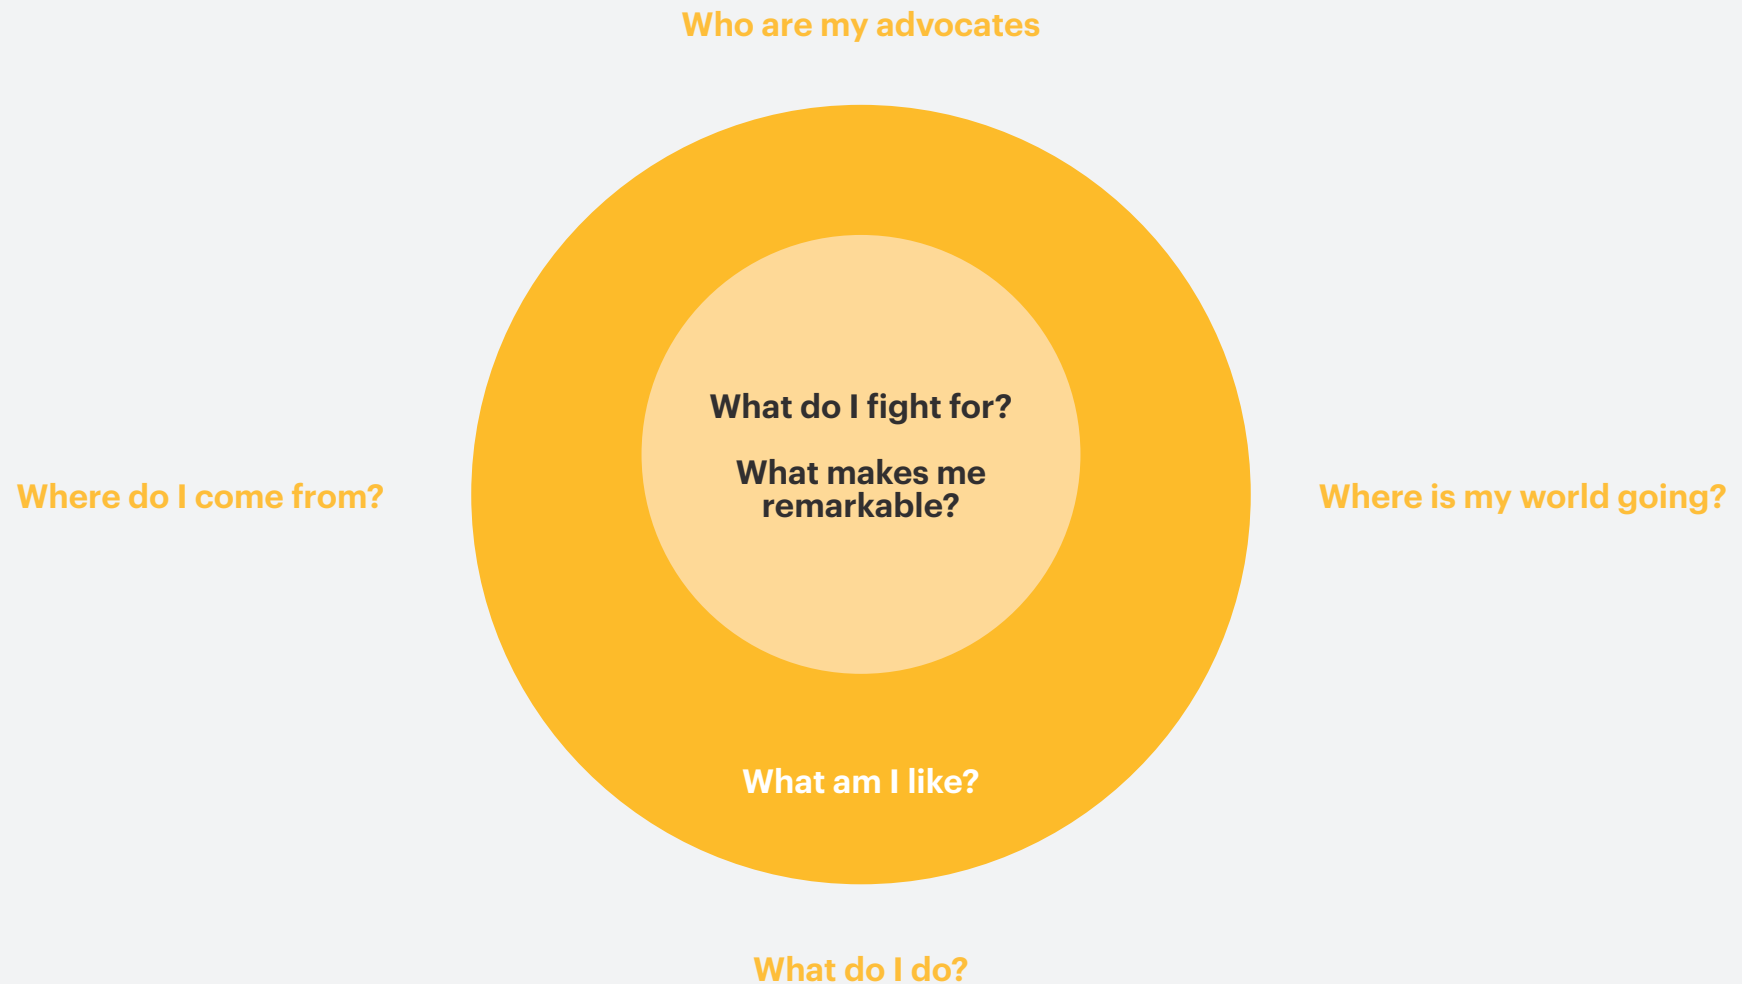 Who are my advocates
What do I fight for?
What makes me
remarkable?
Where do I come from?
Where is my world going?
What am I like?
What do I do?